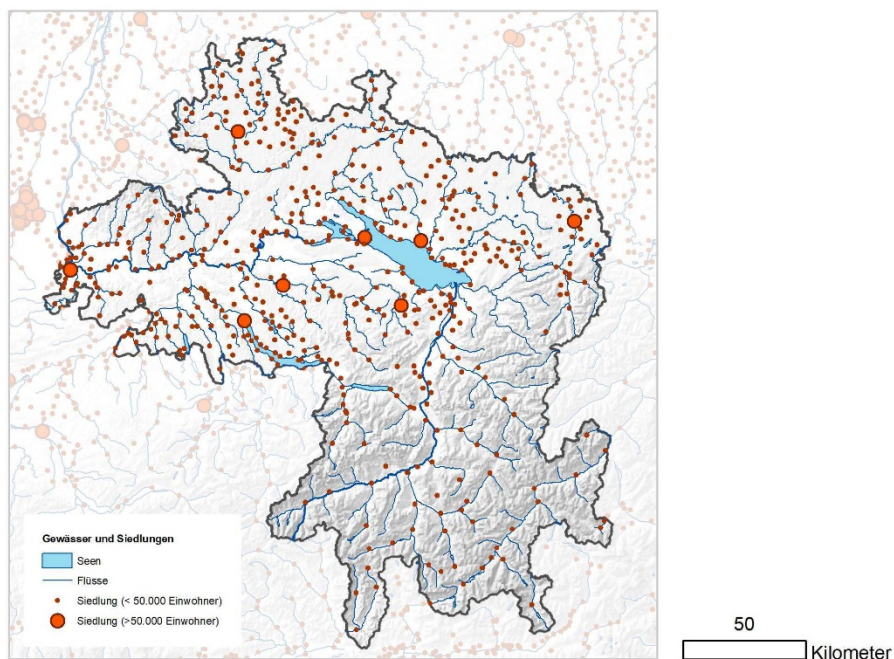 Gewässer und Siedlungen
Seen
Flüsse
Siedlung (< 50.000 Einwohner)
Siedlung (>50.000 Einwohner)
50
Kilometer